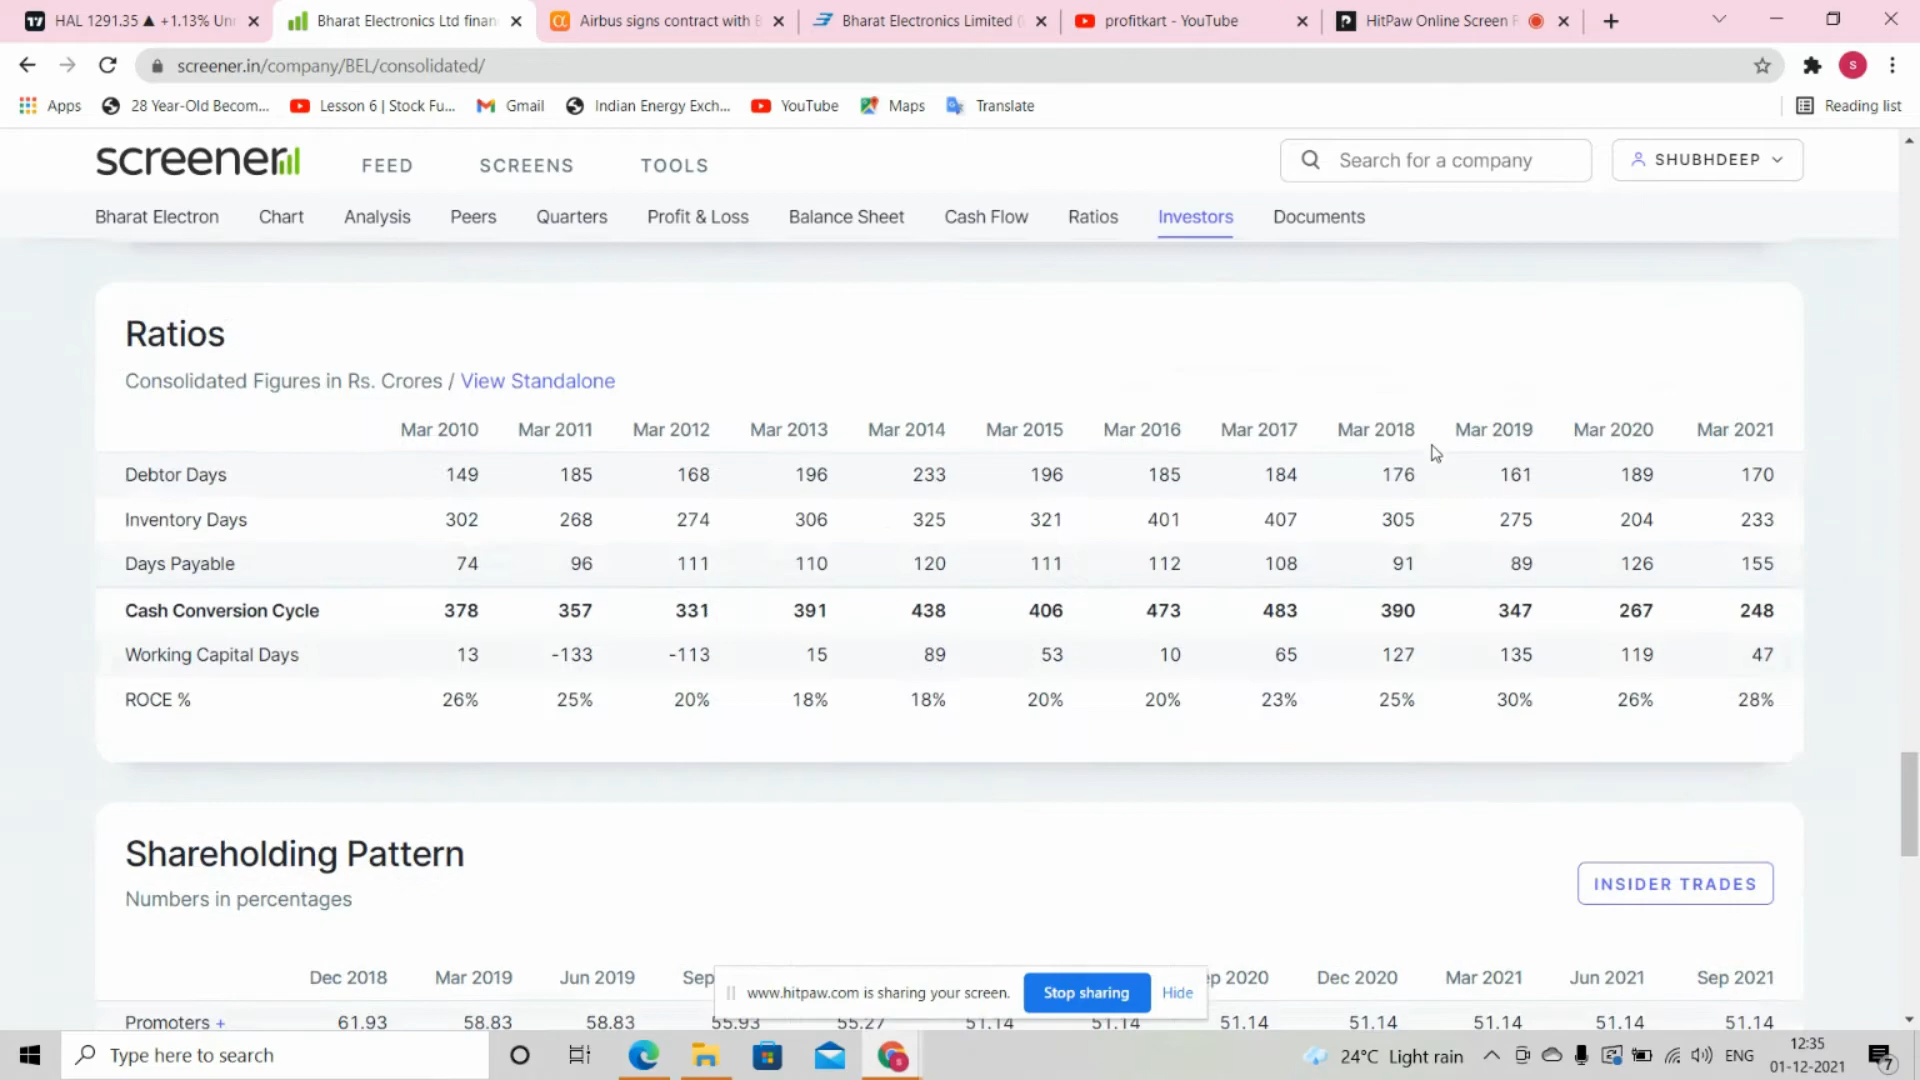 HAL 1291.35 ▲ +1.13% Un
Bharat Electronics Ltd finan
Airbus signs contract with
Bharat Electronics Limited
profitkart - YouTube
HitPaw Online Screen
screener.in/company/BEL/consolidated/
S
Apps
28 Year-Old Becom...
Lesson 6 | Stock Fu...
Gmail
Indian Energy Exch...
YouTube
Maps
Translate
Reading list
screener
FEED
SCREENS
TOOLS
Search for a company
SHUBHDEEP
Bharat Electron
Chart
Analysis
Peers
Quarters
Profit & Loss
Balance Sheet
Cash Flow
Ratios
Investors
Documents
Ratios
Consolidated Figures in Rs. Crores / View Standalone
Mar 2010 Mar 2011 Mar 2012 Mar 2013 Mar 2014 Mar 2015 Mar 2016 Mar 2017 Mar 2018 Mar 2019 Mar 2020 Mar 2021
Debtor Days 149 185 168 196 233 196 185 184 176 161 189 170
Inventory Days 302 268 274 306 325 321 401 407 305 275 204 233
Days Payable 74 96 111 110 120 111 112 108 91 89 126 155
Cash Conversion Cycle 378 357 331 391 438 406 473 483 390 347 267 248
Working Capital Days 13 -133 -113 15 89 53 10 65 127 135 119 47
ROCE % 26% 25% 20% 18% 18% 20% 20% 23% 25% 30% 26% 28%
Shareholding Pattern
Numbers in percentages
INSIDER TRADES
Dec 2018 Mar 2019 Jun 2019 Sep ep 2020 Dec 2020 Mar 2021 Jun 2021 Sep 2021
www.hitpaw.com is sharing your screen.
Stop sharing
Hide
Promoters + 61.93 58.83 58.83 55.93 55.27 51.14 51.14 51.14 51.14 51.14 51.14 51.14
Type here to search
24°C Light rain
ENG
12:35
01-12-2021
7